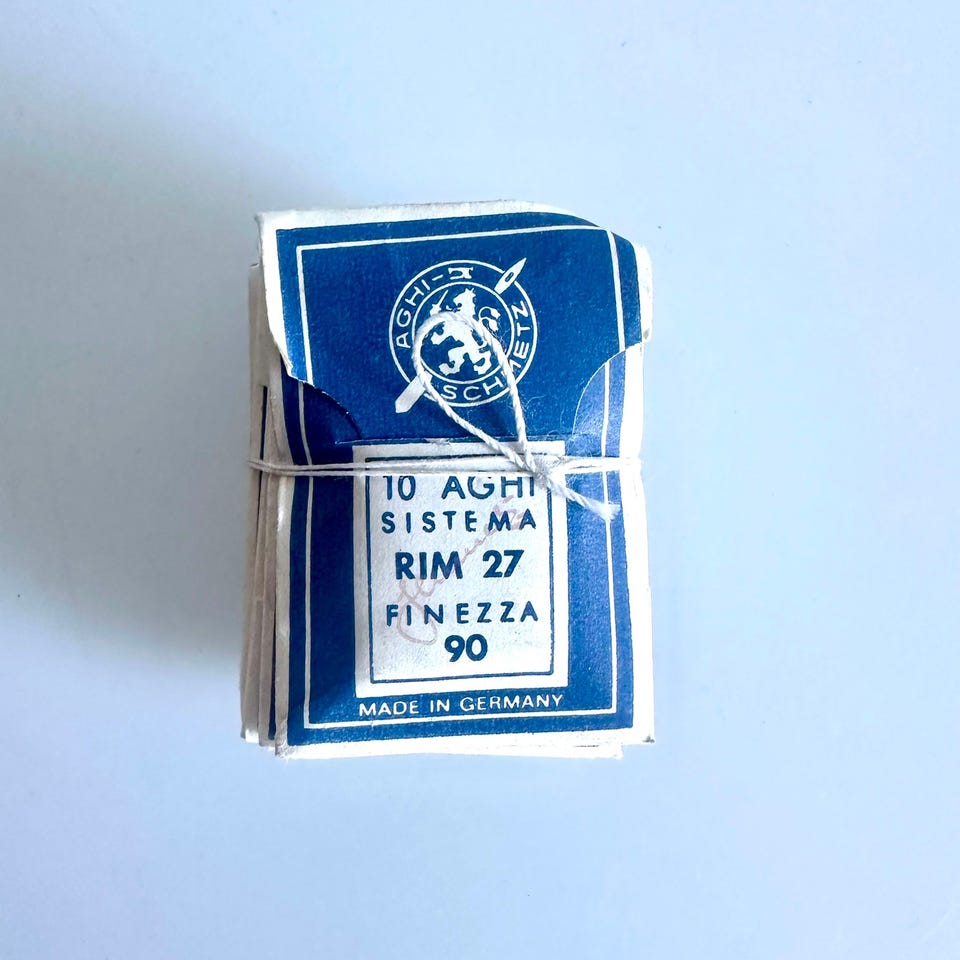 AGHI-
SCHMETZ
10 AGHI
SISTEMA
RIM 27
FINEZZA
90
MADE IN GERMANY